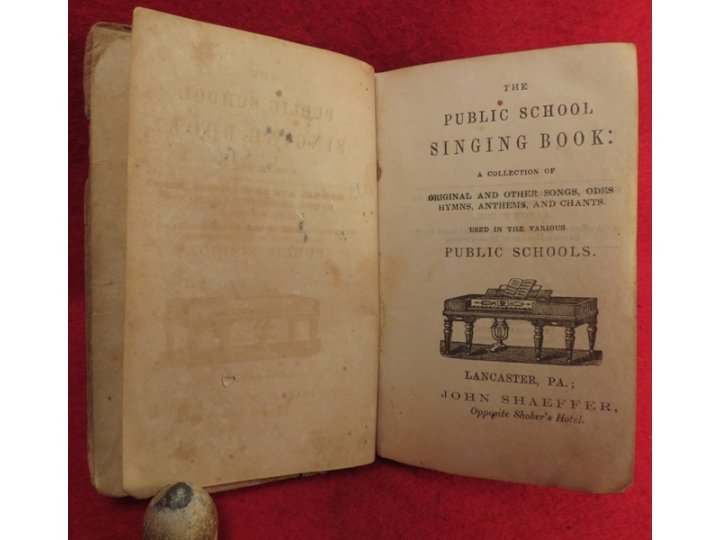 THE
PUBLIC SCHOOL
SINGING BOOK:
A COLLECTION OF
ORIGINAL AND OTHER SONGS, ODES
HYMNS, ANTHEMS, AND CHANTS.
USED IN THE VARIOUS
PUBLIC SCHOOLS.
LANCASTER, PA.;
JOHN SHAEFFER,
Opposite Shober's Hotel.